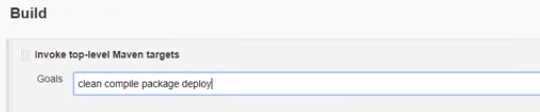 Build
Invoke top-level Maven targets
Goals
clean compile package deploy